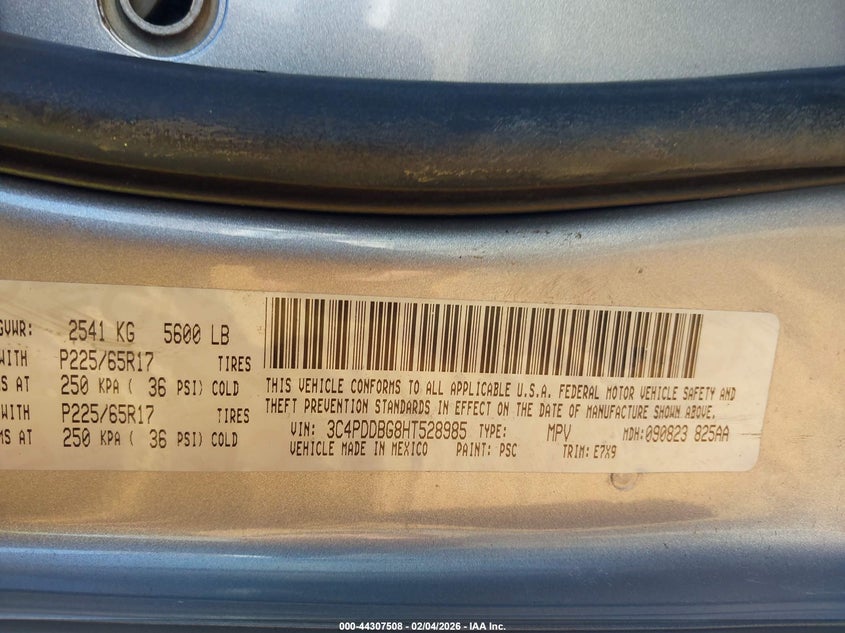 GVWR: 2541 KG 5600 LB
WITH P225/65R17 TIRES
MS AT 250 KPA ( 36 PSI) COLD
WITH P225/65R17 TIRES
MS AT 250 KPA ( 36 PSI) COLD
THIS VEHICLE CONFORMS TO ALL APPLICABLE U.S.A. FEDERAL MOTOR VEHICLE SAFETY AND
THEFT PREVENTION STANDARDS IN EFFECT ON THE DATE OF MANUFACTURE SHOWN ABOVE.
VIN: 3C4PDDBG8HT528985 TYPE: MPV MDH: 090823 825AA
VEHICLE MADE IN MEXICO PAINT: PSC TRIM: E7X9
000-44307508 - 02/04/2026 - IAA Inc.